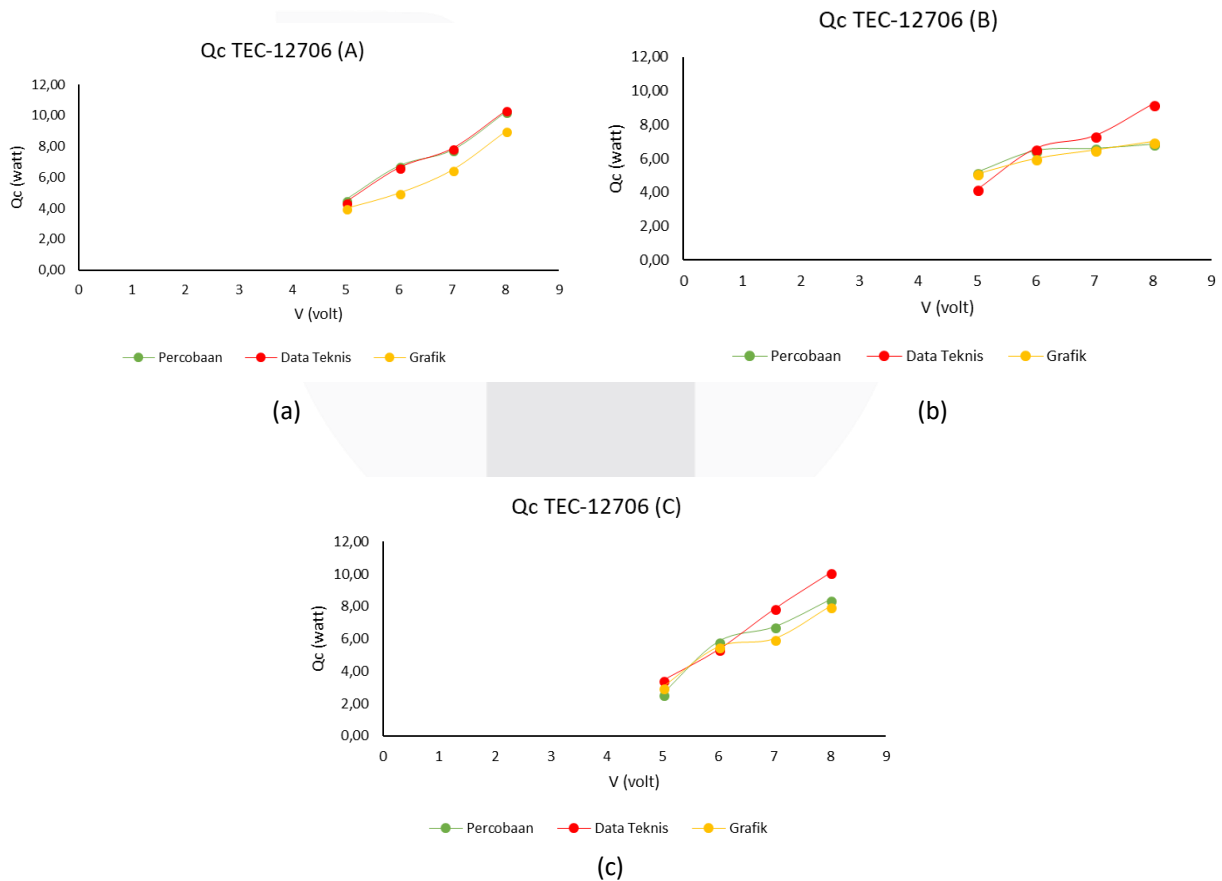 Qc TEC-12706 (A)
12,00
10,00
8,00
6,00
4,00
2,00
0,00
Qc (watt)
0 1 2 3 4 5 6 7 8 9
V (volt)
Percobaan Data Teknis Grafik
(a)
Qc TEC-12706 (B)
12,00
10,00
8,00
6,00
4,00
2,00
0,00
Qc (watt)
0 1 2 3 4 5 6 7 8 9
V (volt)
Percobaan Data Teknis Grafik
(b)
Qc TEC-12706 (C)
12,00
10,00
8,00
6,00
4,00
2,00
0,00
Qc (watt)
0 1 2 3 4 5 6 7 8 9
V (volt)
Percobaan Data Teknis Grafik
(c)